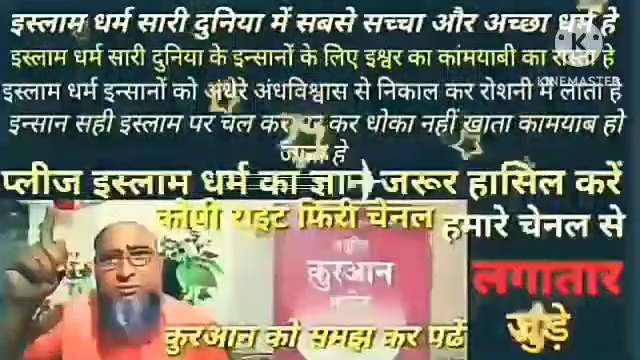 इस्लाम धर्म सारी दुनिया में सबसे सच्चा और अच्छा धर्म हे
इस्लाम धर्म सारी दुनिया के इन्सानों के लिए इश्वर का कांमयाबी का रास्ता हे
KINEMASTER
इस्लाम धर्म इन्सानों को अंधेरे अंधविश्वास से निकाल कर रोशनी में लाता हे
इन्सान सही इस्लाम पर चल कर कर धोका नहीं खाता कामयाब हो
जाता हे
प्लीज इस्लाम धर्म का ज्ञान जरूर हासिल करें
कोपी राइट फिरी चेनल
हमारे चेनल से
लगातार
जुड़े
कुरआन
कुरआन को समझ कर पढें